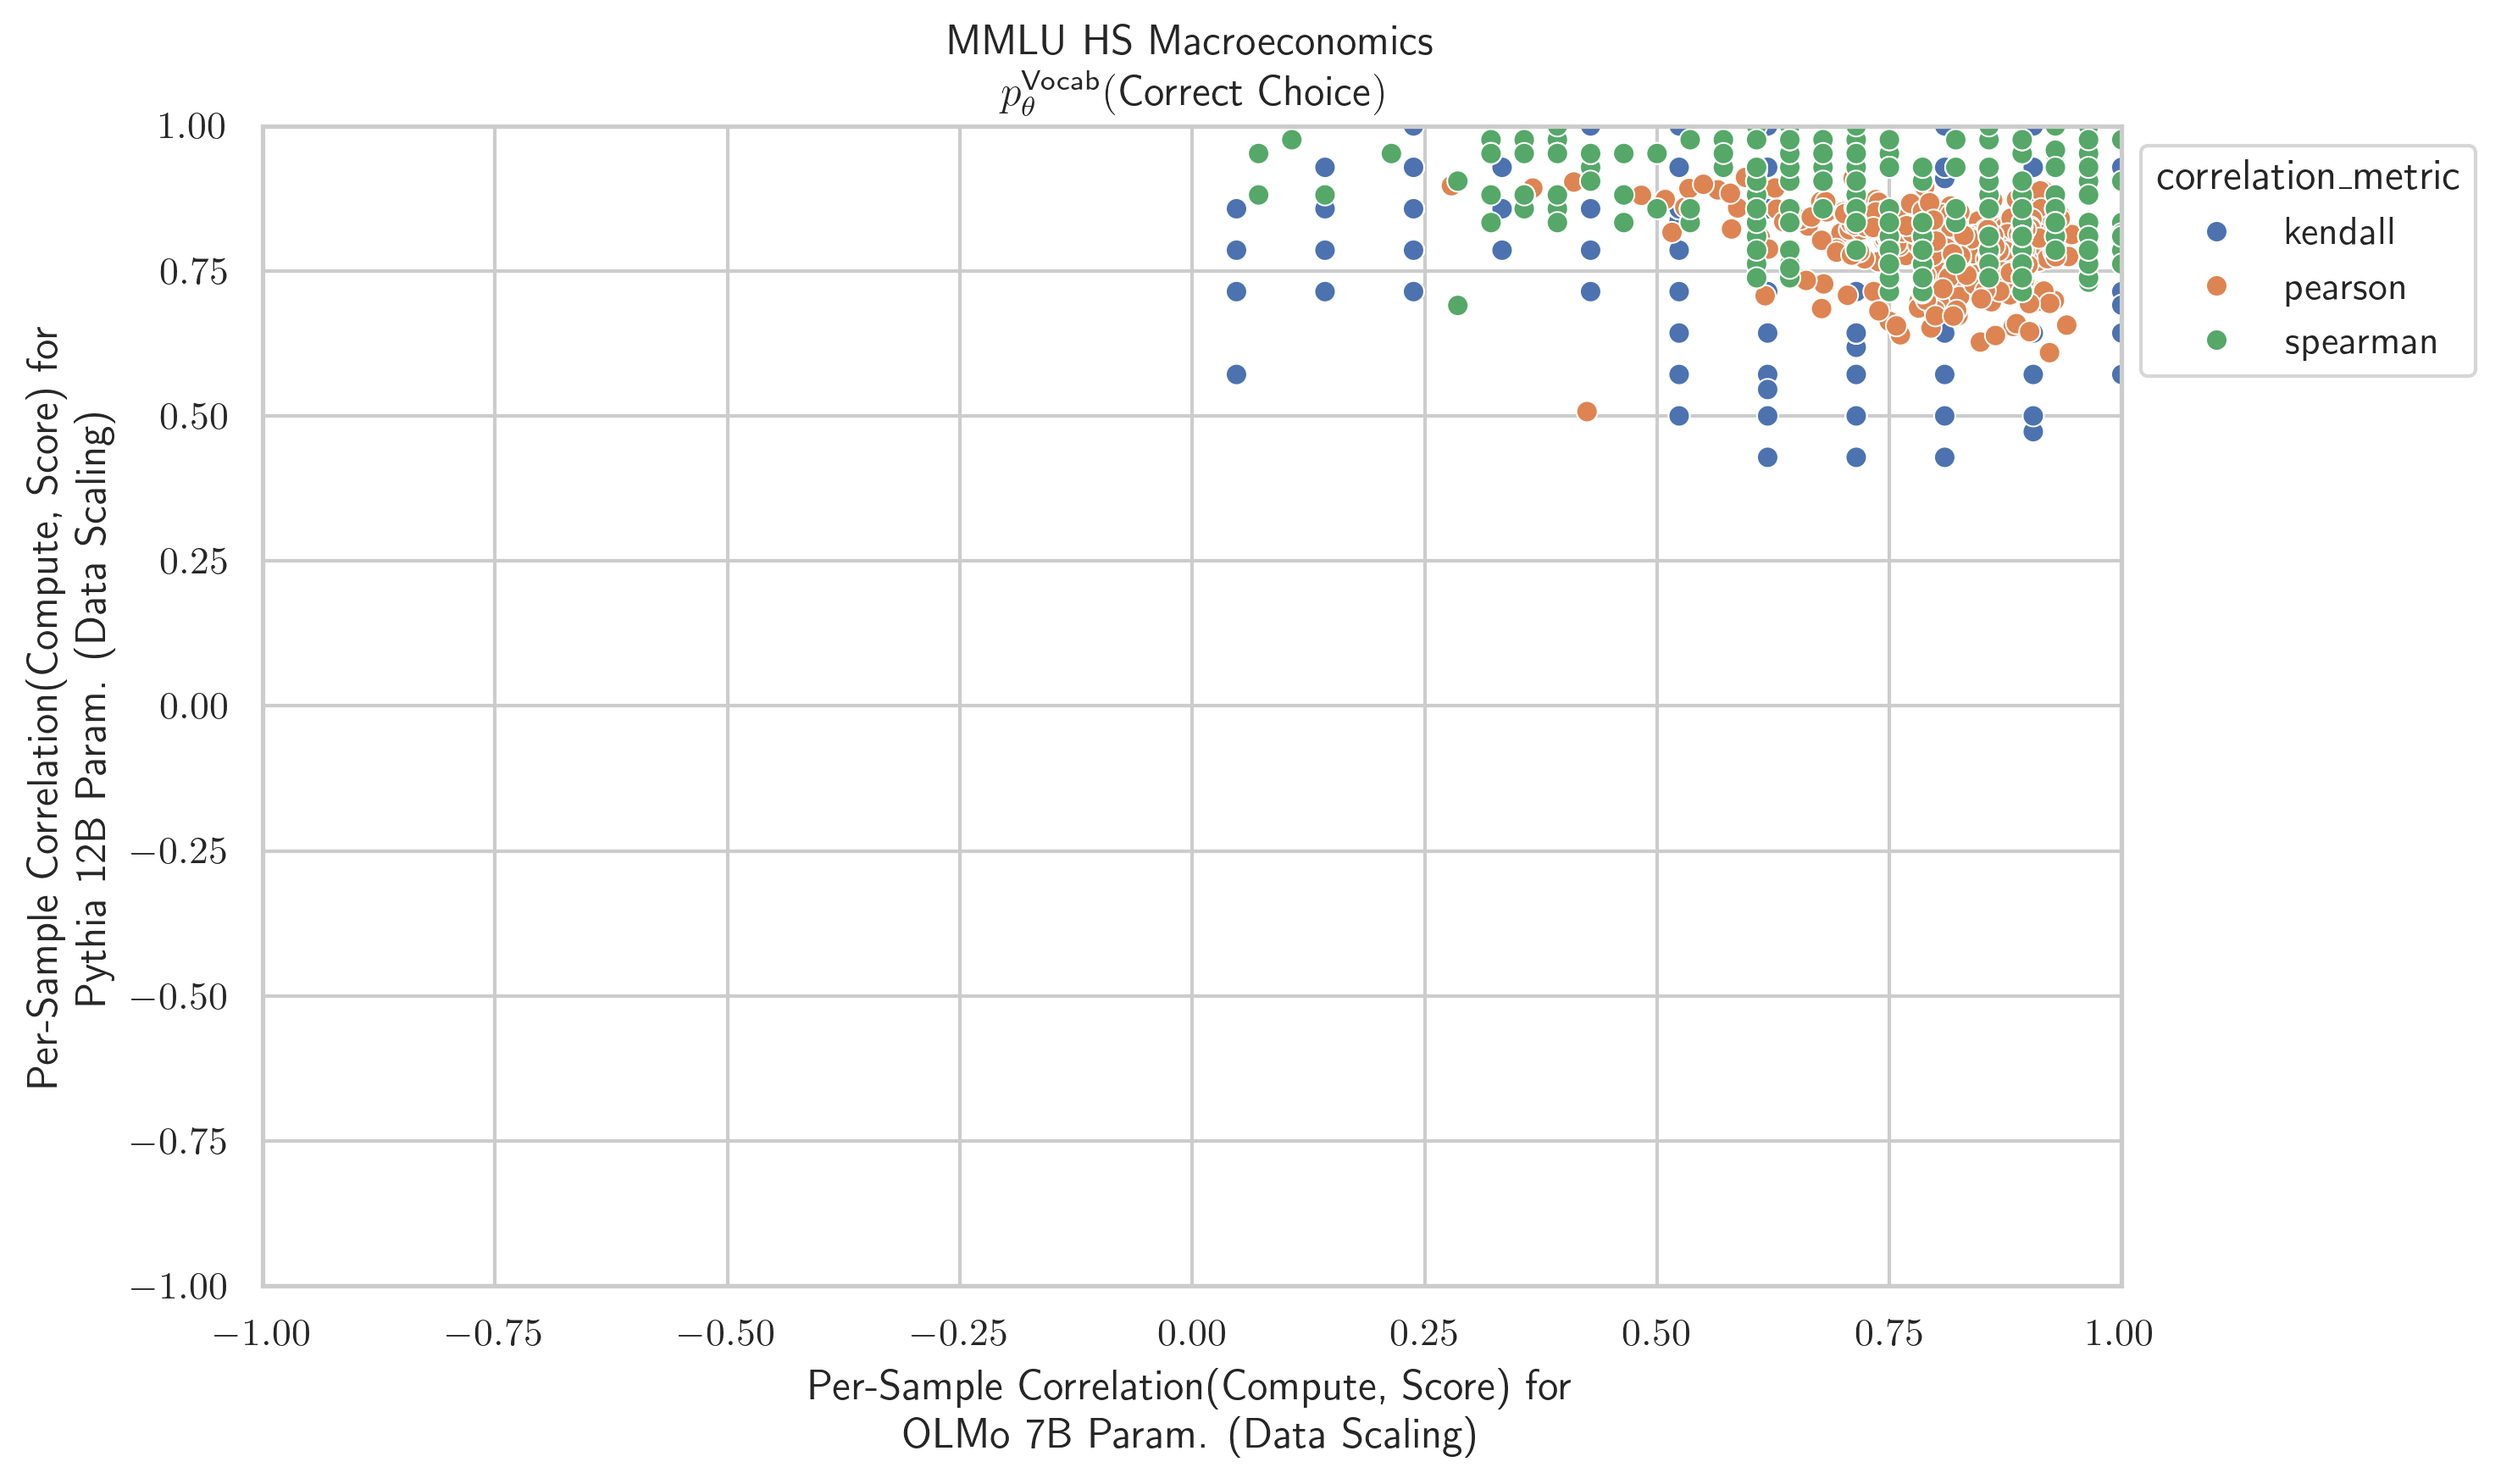 MMLU HS Macroeconomics
p_θ^Vocab(Correct Choice)
1.00
0.75
0.50
0.25
0.00
−0.25
−0.50
−0.75
−1.00
Per-Sample Correlation(Compute, Score) for
Pythia 12B Param. (Data Scaling)
−1.00 −0.75 −0.50 −0.25 0.00 0.25 0.50 0.75 1.00
Per-Sample Correlation(Compute, Score) for
OLMo 7B Param. (Data Scaling)
correlation_metric
kendall
pearson
spearman